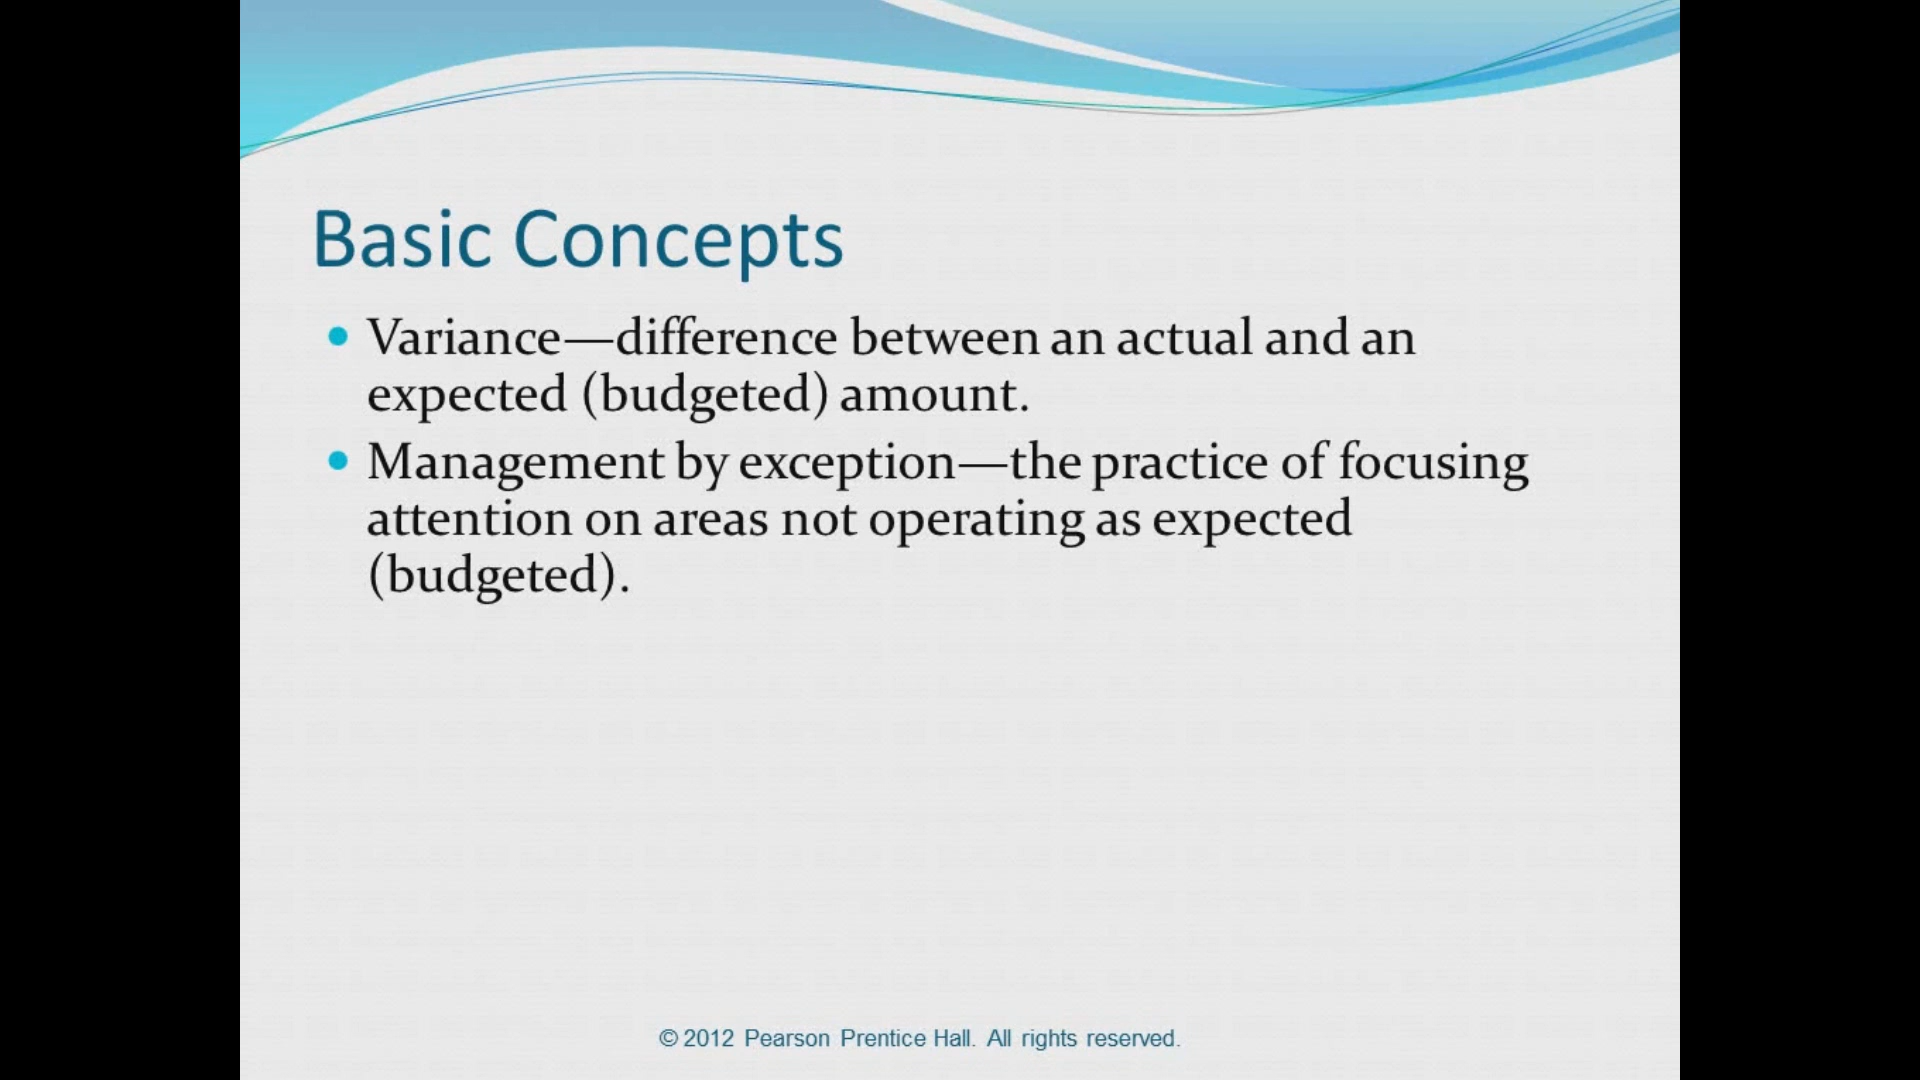 Basic Concepts
• Variance—difference between an actual and an
expected (budgeted) amount.
• Management by exception—the practice of focusing
attention on areas not operating as expected
(budgeted).
© 2012 Pearson Prentice Hall. All rights reserved.